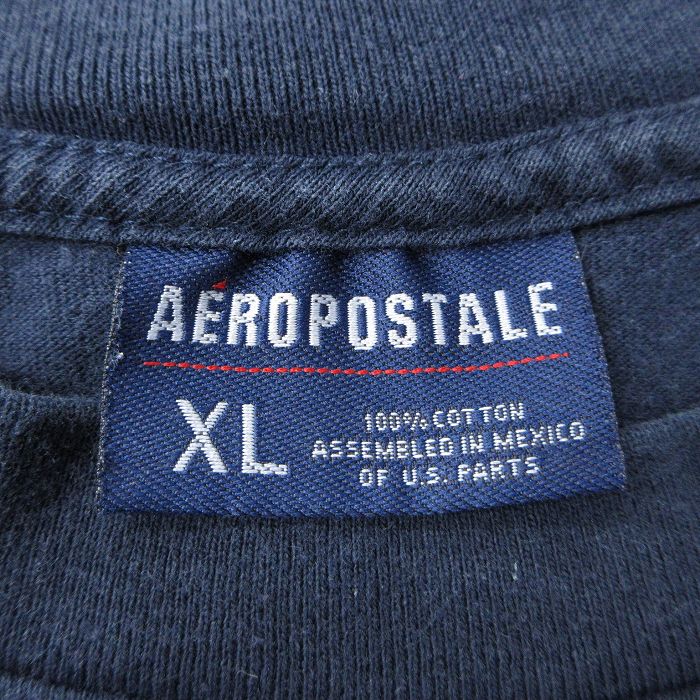 AÉROPOSTALE
XL
100% COTTON
ASSEMBLED IN MEXICO
OF U.S. PARTS